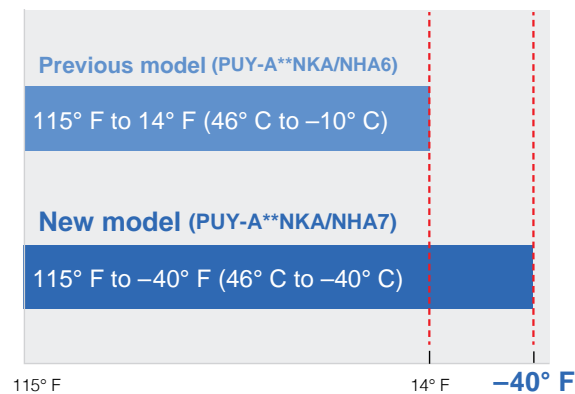 Previous model (PUY-A**NKA/NHA6)
115° F to 14° F (46° C to –10° C)
New model (PUY-A**NKA/NHA7)
115° F to –40° F (46° C to –40° C)
115° F 14° F –40° F